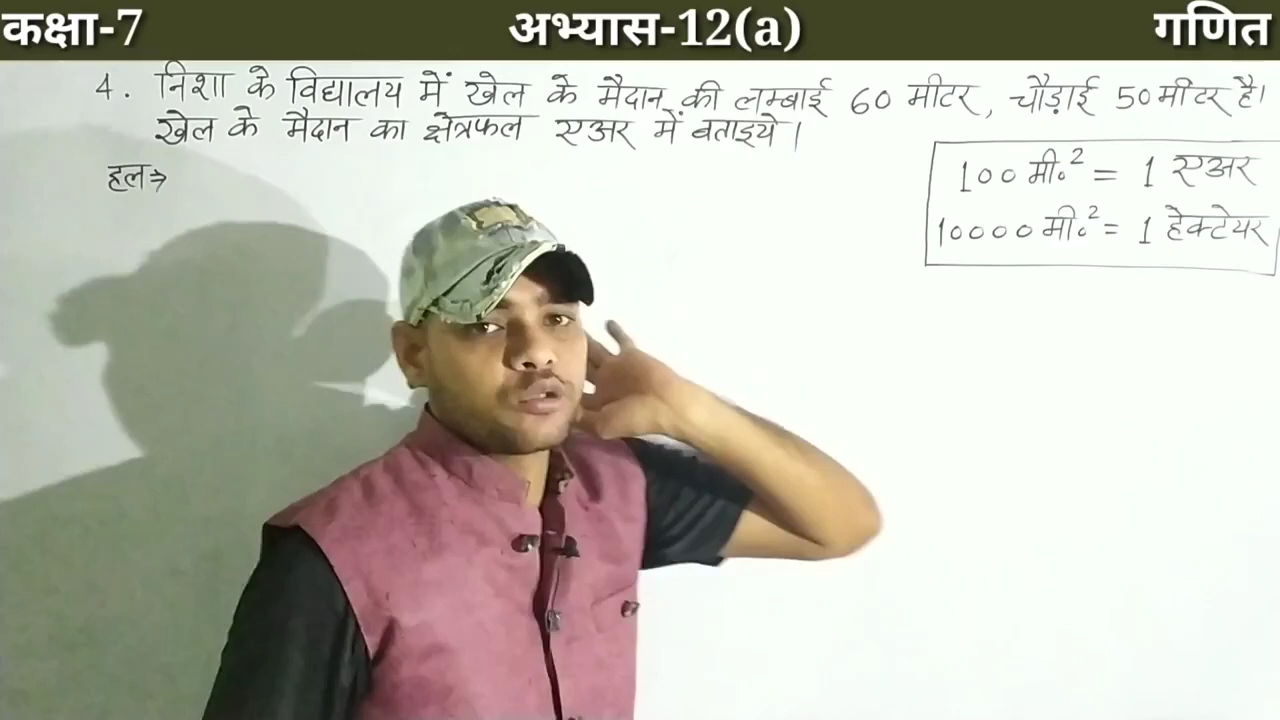 कक्षा-7 अभ्यास-12(a) गणित
4. निशा के विद्यालय में खेल के मैदान की लम्बाई 60 मीटर, चौड़ाई 50 मीटर है।
खेल के मैदान का क्षेत्रफल एअर में बताइये।
हल⇒
100 मी.² = 1 एअर
10000 मी.² = 1 हेक्टेयर